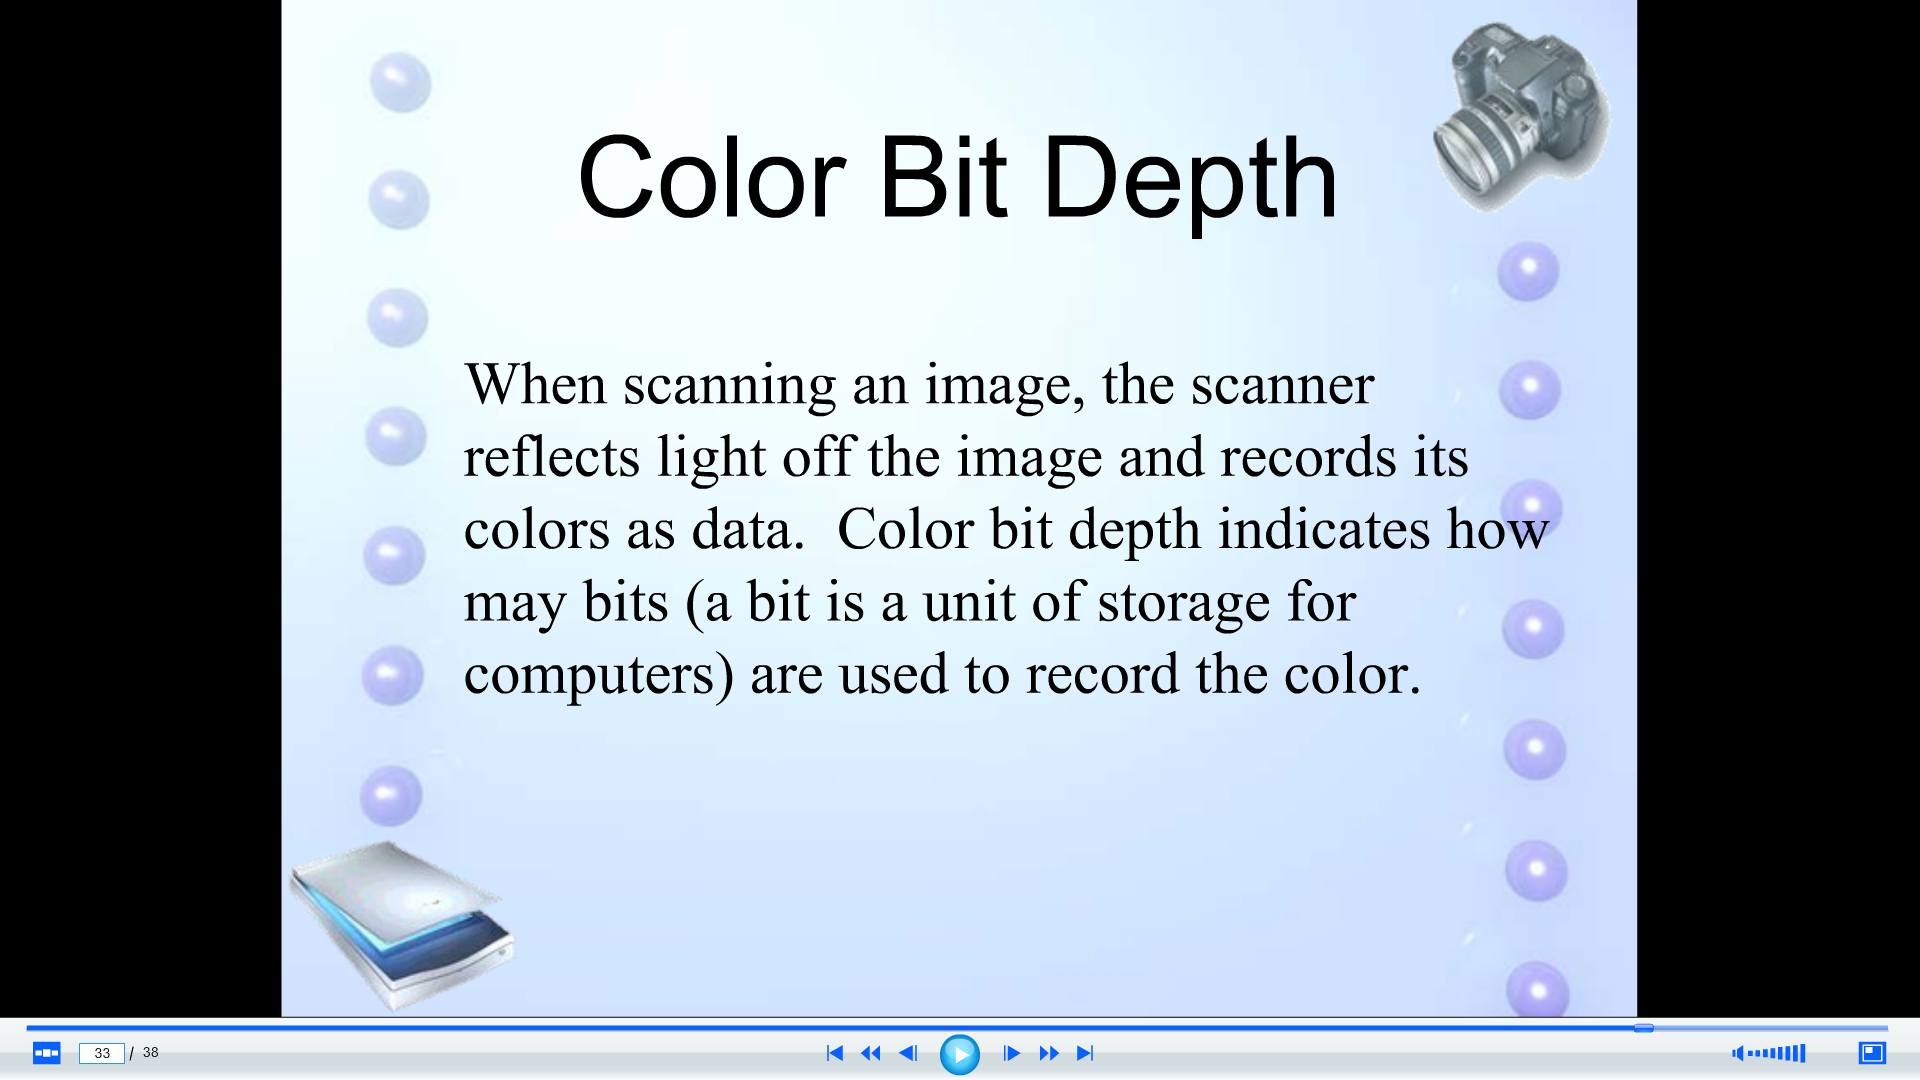 Color Bit Depth
When scanning an image, the scanner
reflects light off the image and records its
colors as data.  Color bit depth indicates how
may bits (a bit is a unit of storage for
computers) are used to record the color.
33 / 38